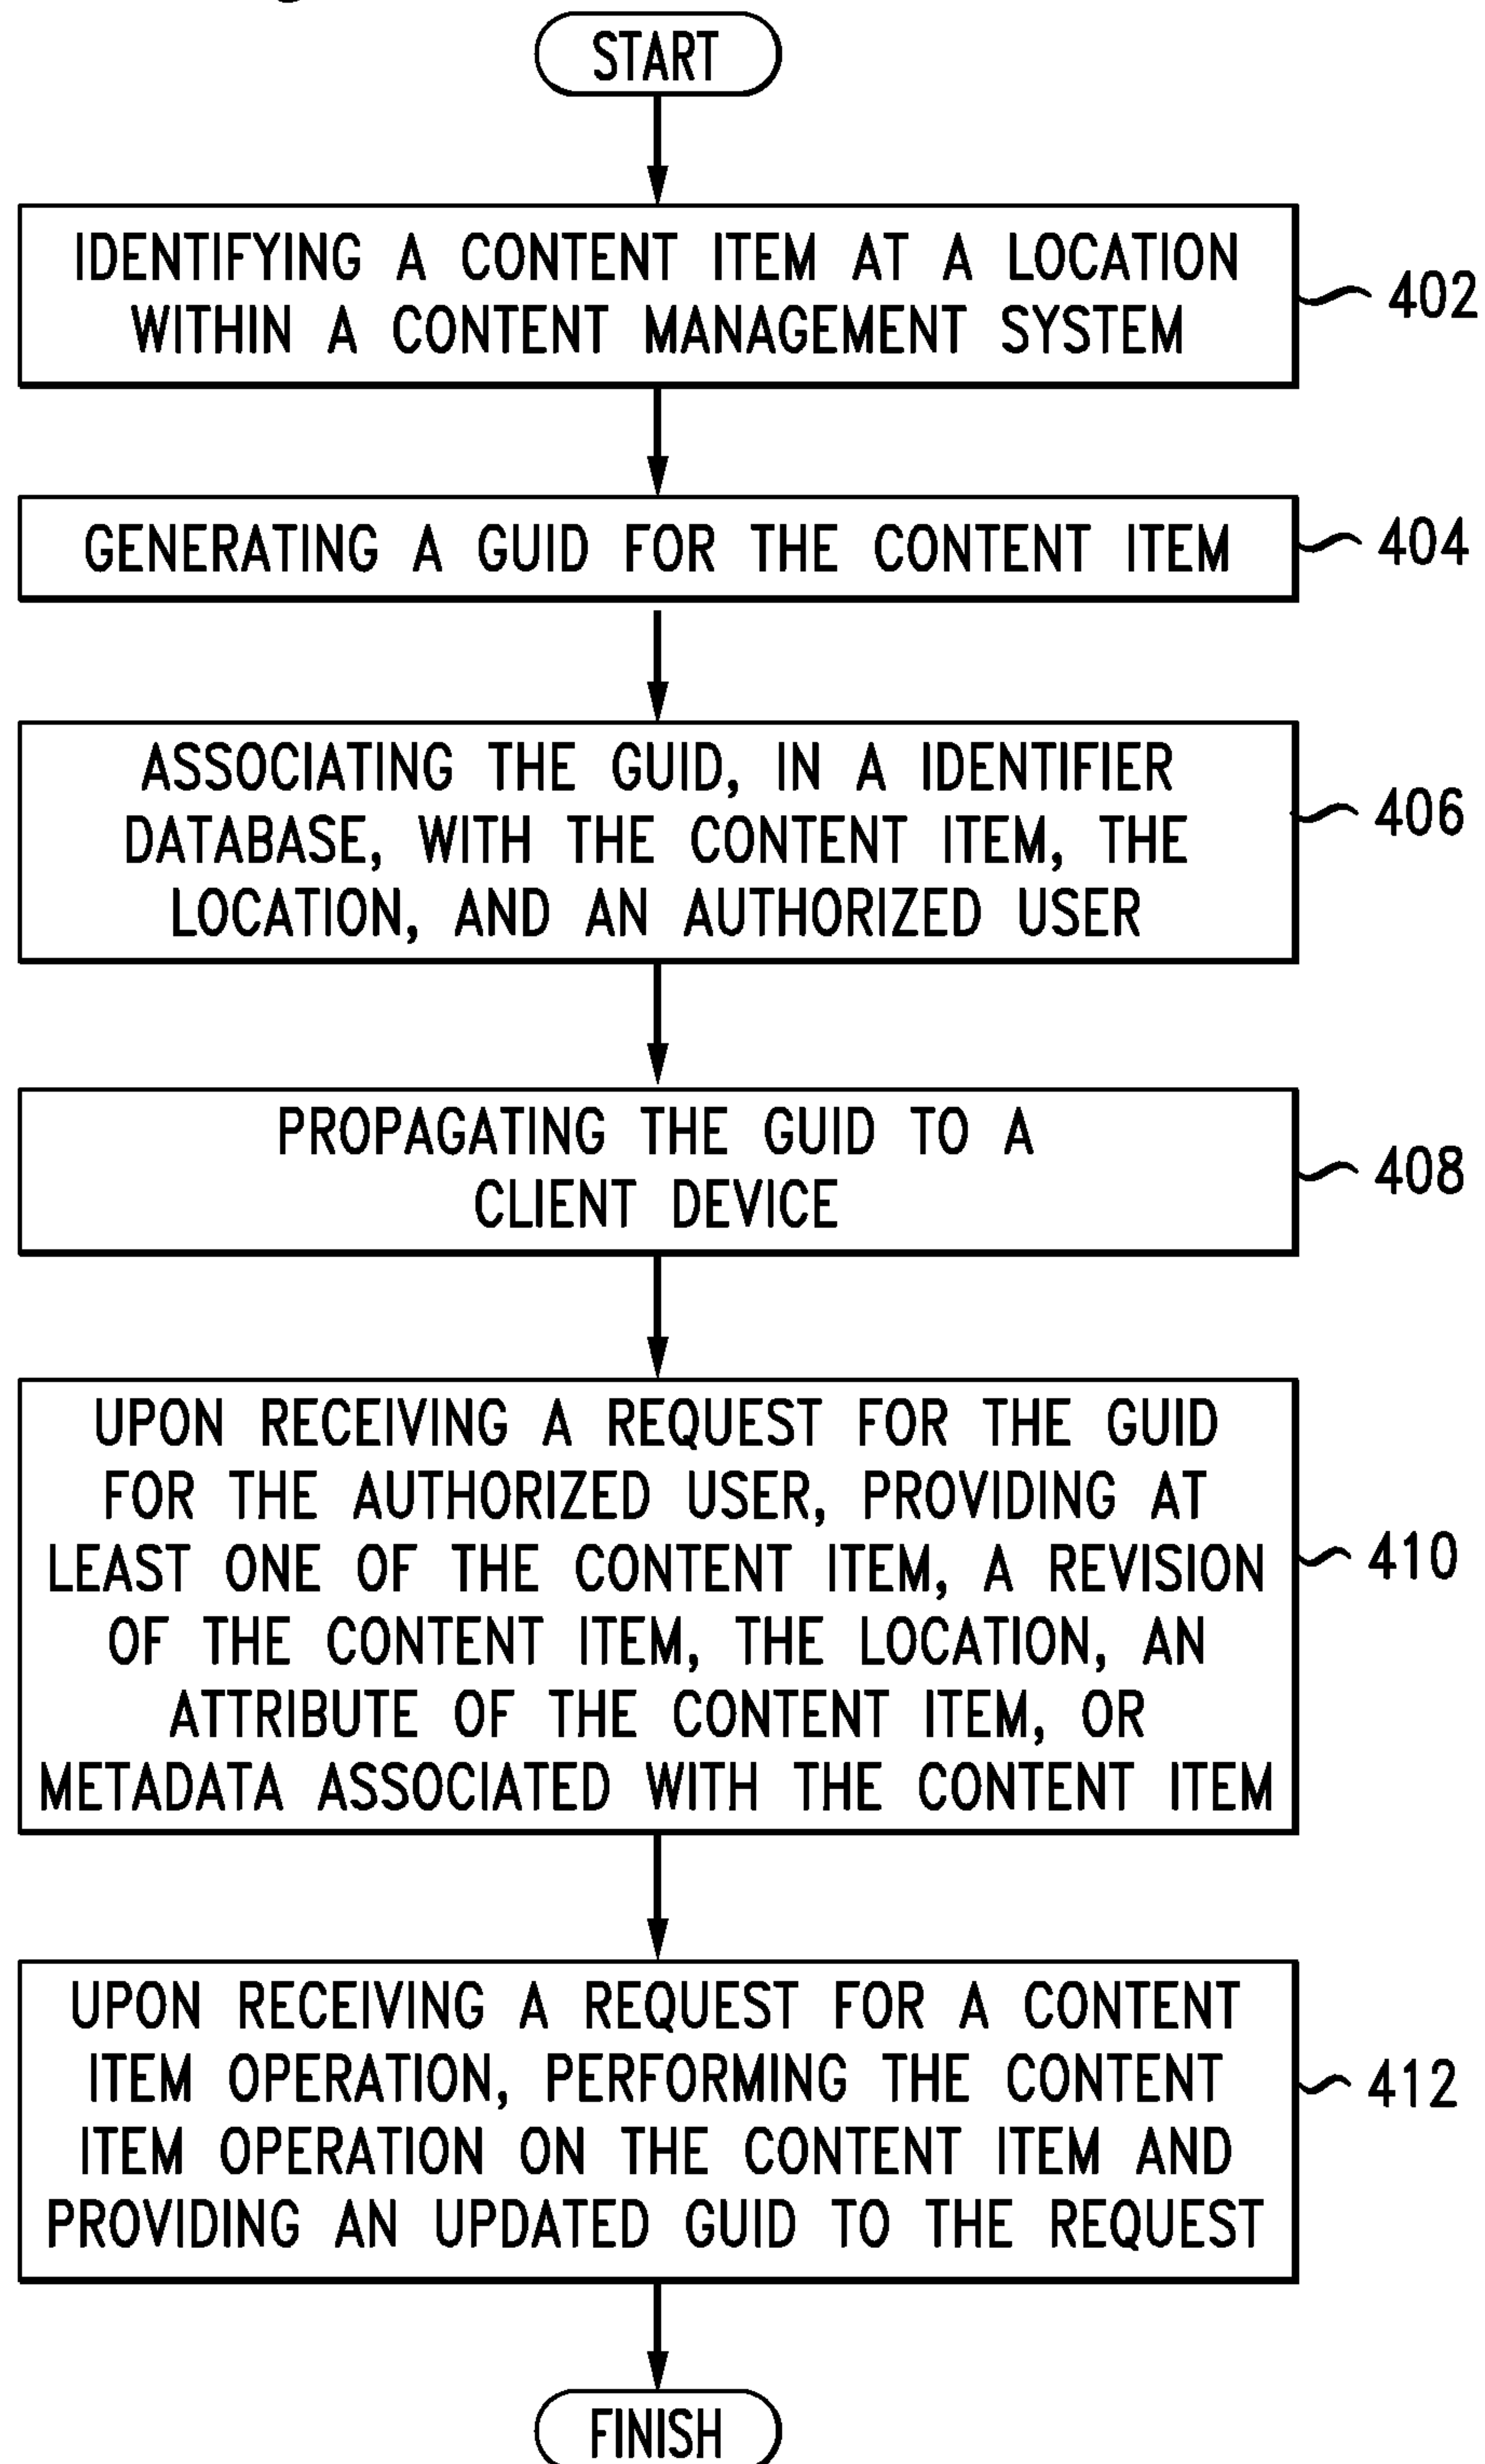 START
IDENTIFYING A CONTENT ITEM AT A LOCATION
WITHIN A CONTENT MANAGEMENT SYSTEM
402
GENERATING A GUID FOR THE CONTENT ITEM
404
ASSOCIATING THE GUID, IN A IDENTIFIER
DATABASE, WITH THE CONTENT ITEM, THE
LOCATION, AND AN AUTHORIZED USER
406
PROPAGATING THE GUID TO A
CLIENT DEVICE
408
UPON RECEIVING A REQUEST FOR THE GUID
FOR THE AUTHORIZED USER, PROVIDING AT
LEAST ONE OF THE CONTENT ITEM, A REVISION
OF THE CONTENT ITEM, THE LOCATION, AN
ATTRIBUTE OF THE CONTENT ITEM, OR
METADATA ASSOCIATED WITH THE CONTENT ITEM
410
UPON RECEIVING A REQUEST FOR A CONTENT
ITEM OPERATION, PERFORMING THE CONTENT
ITEM OPERATION ON THE CONTENT ITEM AND
PROVIDING AN UPDATED GUID TO THE REQUEST
412
FINISH